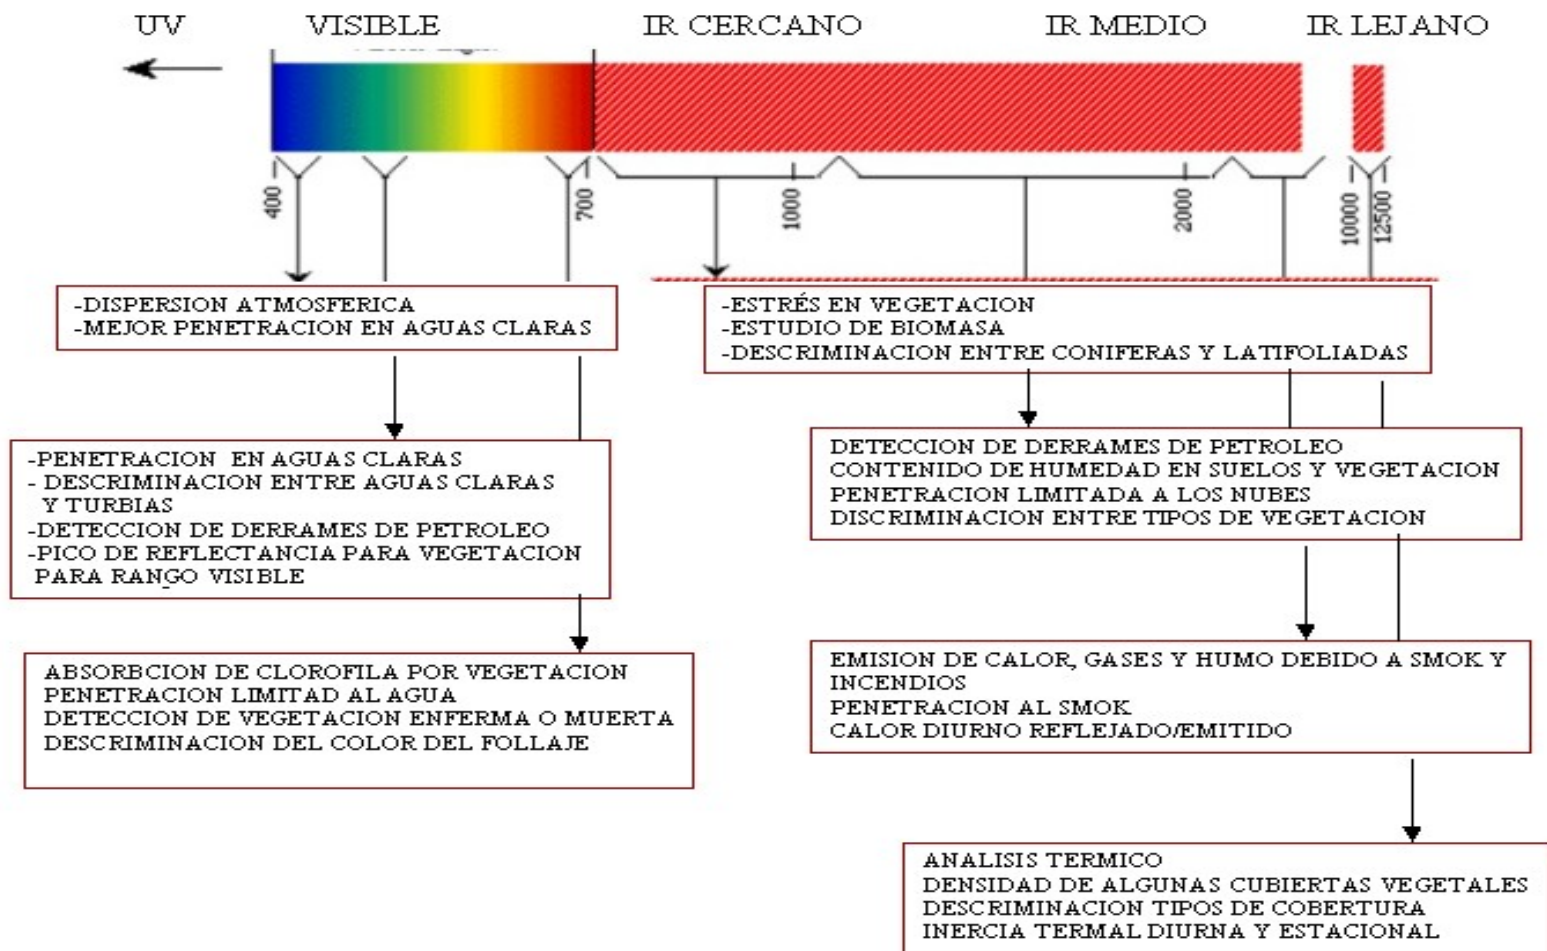 UV VISIBLE IR CERCANO IR MEDIO IR LEJANO
400 700 1000 2000 10000 12500
-DISPERSION ATMOSFERICA
-MEJOR PENETRACION EN AGUAS CLARAS
-ESTRÉS EN VEGETACION
-ESTUDIO DE BIOMASA
-DESCRIMINACION ENTRE CONIFERAS Y LATIFOLIADAS
-PENETRACION EN AGUAS CLARAS
- DESCRIMINACION ENTRE AGUAS CLARAS
Y TURBIAS
-DETECCION DE DERRAMES DE PETROLEO
-PICO DE REFLECTANCIA PARA VEGETACION
PARA RANGO VISIBLE
DETECCION DE DERRAMES DE PETROLEO
CONTENIDO DE HUMEDAD EN SUELOS Y VEGETACION
PENETRACION LIMITADA A LOS NUBES
DISCRIMINACION ENTRE TIPOS DE VEGETACION
ABSORBCION DE CLOROFILA POR VEGETACION
PENETRACION LIMITAD AL AGUA
DETECCION DE VEGETACION ENFERMA O MUERTA
DESCRIMINACION DEL COLOR DEL FOLLAJE
EMISION DE CALOR, GASES Y HUMO DEBIDO A SMOK Y
INCENDIOS
PENETRACION AL SMOK
CALOR DIURNO REFLEJADO/EMITIDO
ANALISIS TERMICO
DENSIDAD DE ALGUNAS CUBIERTAS VEGETALES
DESCRIMINACION TIPOS DE COBERTURA
INERCIA TERMAL DIURNA Y ESTACIONAL